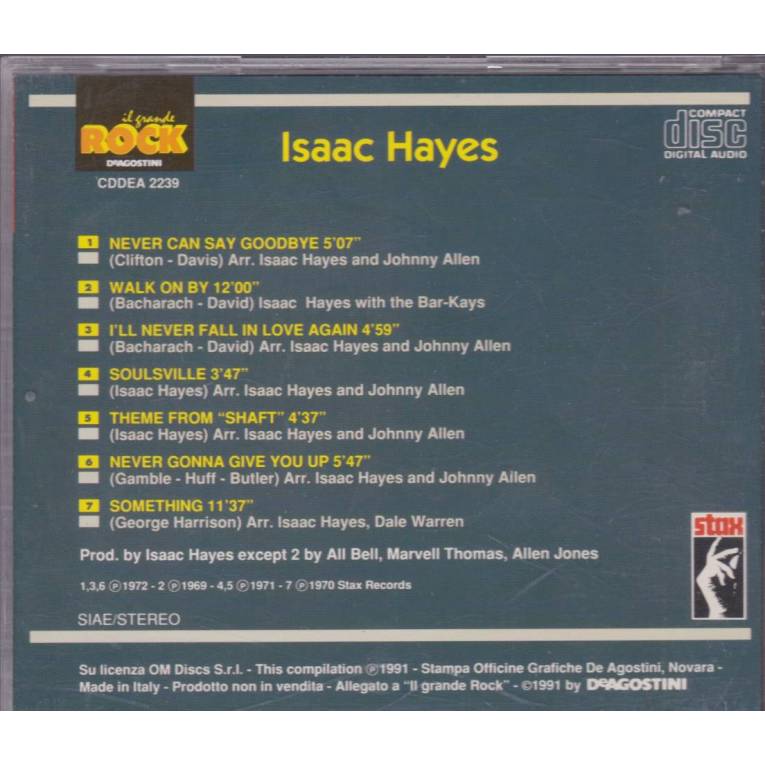 il grande
ROCK
DeAGOSTINI
CDDEA 2239
Isaac Hayes
COMPACT
disc
DIGITAL AUDIO
1 NEVER CAN SAY GOODBYE 5'07"
(Clifton - Davis) Arr. Isaac Hayes and Johnny Allen
2 WALK ON BY 12'00"
(Bacharach - David) Isaac Hayes with the Bar-Kays
3 I'LL NEVER FALL IN LOVE AGAIN 4'59"
(Bacharach - David) Arr. Isaac Hayes and Johnny Allen
4 SOULSVILLE 3'47"
(Isaac Hayes) Arr. Isaac Hayes and Johnny Allen
5 THEME FROM "SHAFT" 4'37"
(Isaac Hayes) Arr. Isaac Hayes and Johnny Allen
6 NEVER GONNA GIVE YOU UP 5'47"
(Gamble - Huff - Butler) Arr. Isaac Hayes and Johnny Allen
7 SOMETHING 11'37"
(George Harrison) Arr. Isaac Hayes, Dale Warren
stax
Prod. by Isaac Hayes except 2 by All Bell, Marvell Thomas, Allen Jones
1,3,6 ℗1972 - 2 ℗1969 - 4,5 ℗1971 - 7 ℗1970 Stax Records
SIAE/STEREO
Su licenza OM Discs S.r.l. - This compilation ℗1991 - Stampa Officine Grafiche De Agostini, Novara -
Made in Italy - Prodotto non in vendita - Allegato a "Il grande Rock" - ©1991 by DeAGOSTINI